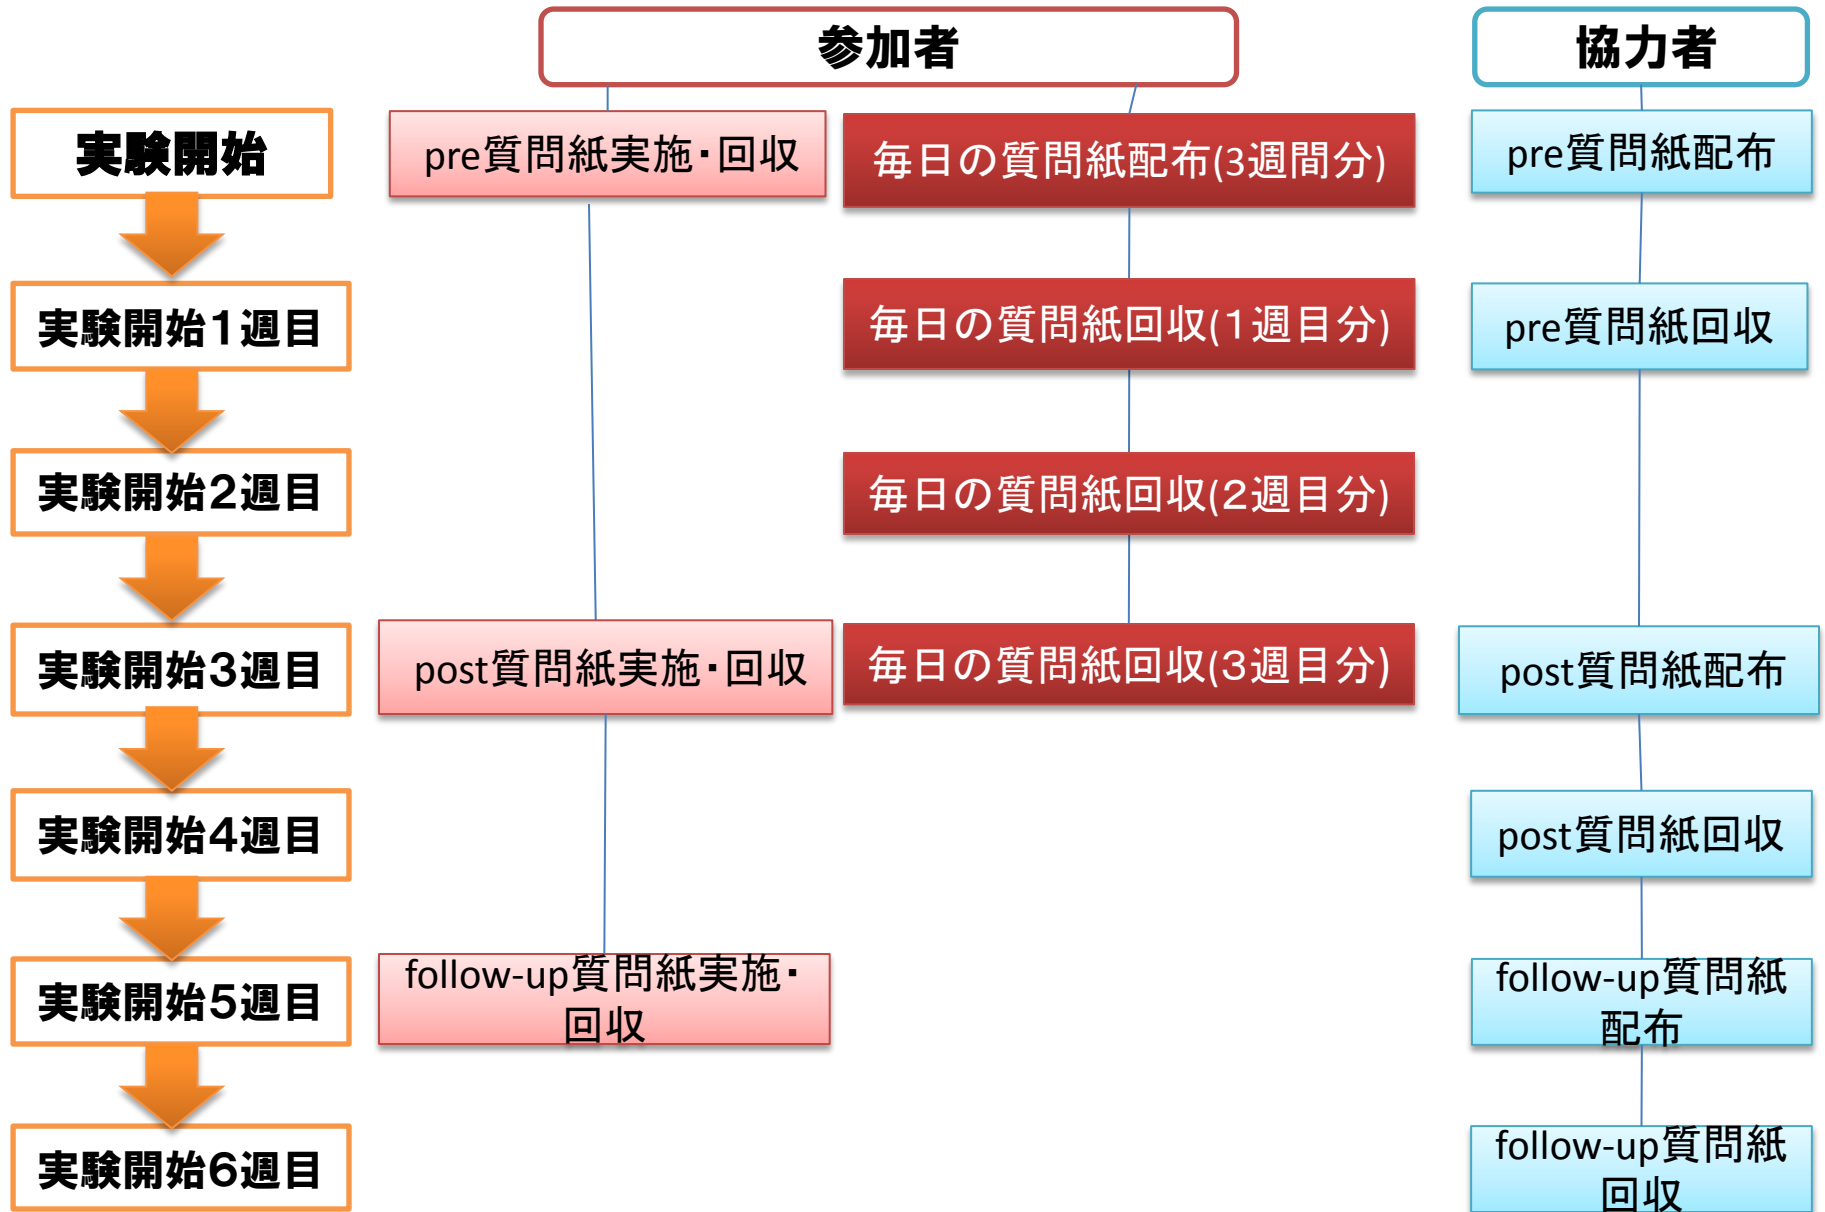 参加者
協力者
実験開始
pre質問紙実施・回収
毎日の質問紙配布(3週間分)
pre質問紙配布
実験開始1週目
毎日の質問紙回収(1週目分)
pre質問紙回収
実験開始2週目
毎日の質問紙回収(2週目分)
実験開始3週目
post質問紙実施・回収
毎日の質問紙回収(3週目分)
post質問紙配布
実験開始4週目
post質問紙回収
実験開始5週目
follow-up質問紙実施・
回収
follow-up質問紙
配布
実験開始6週目
follow-up質問紙
回収